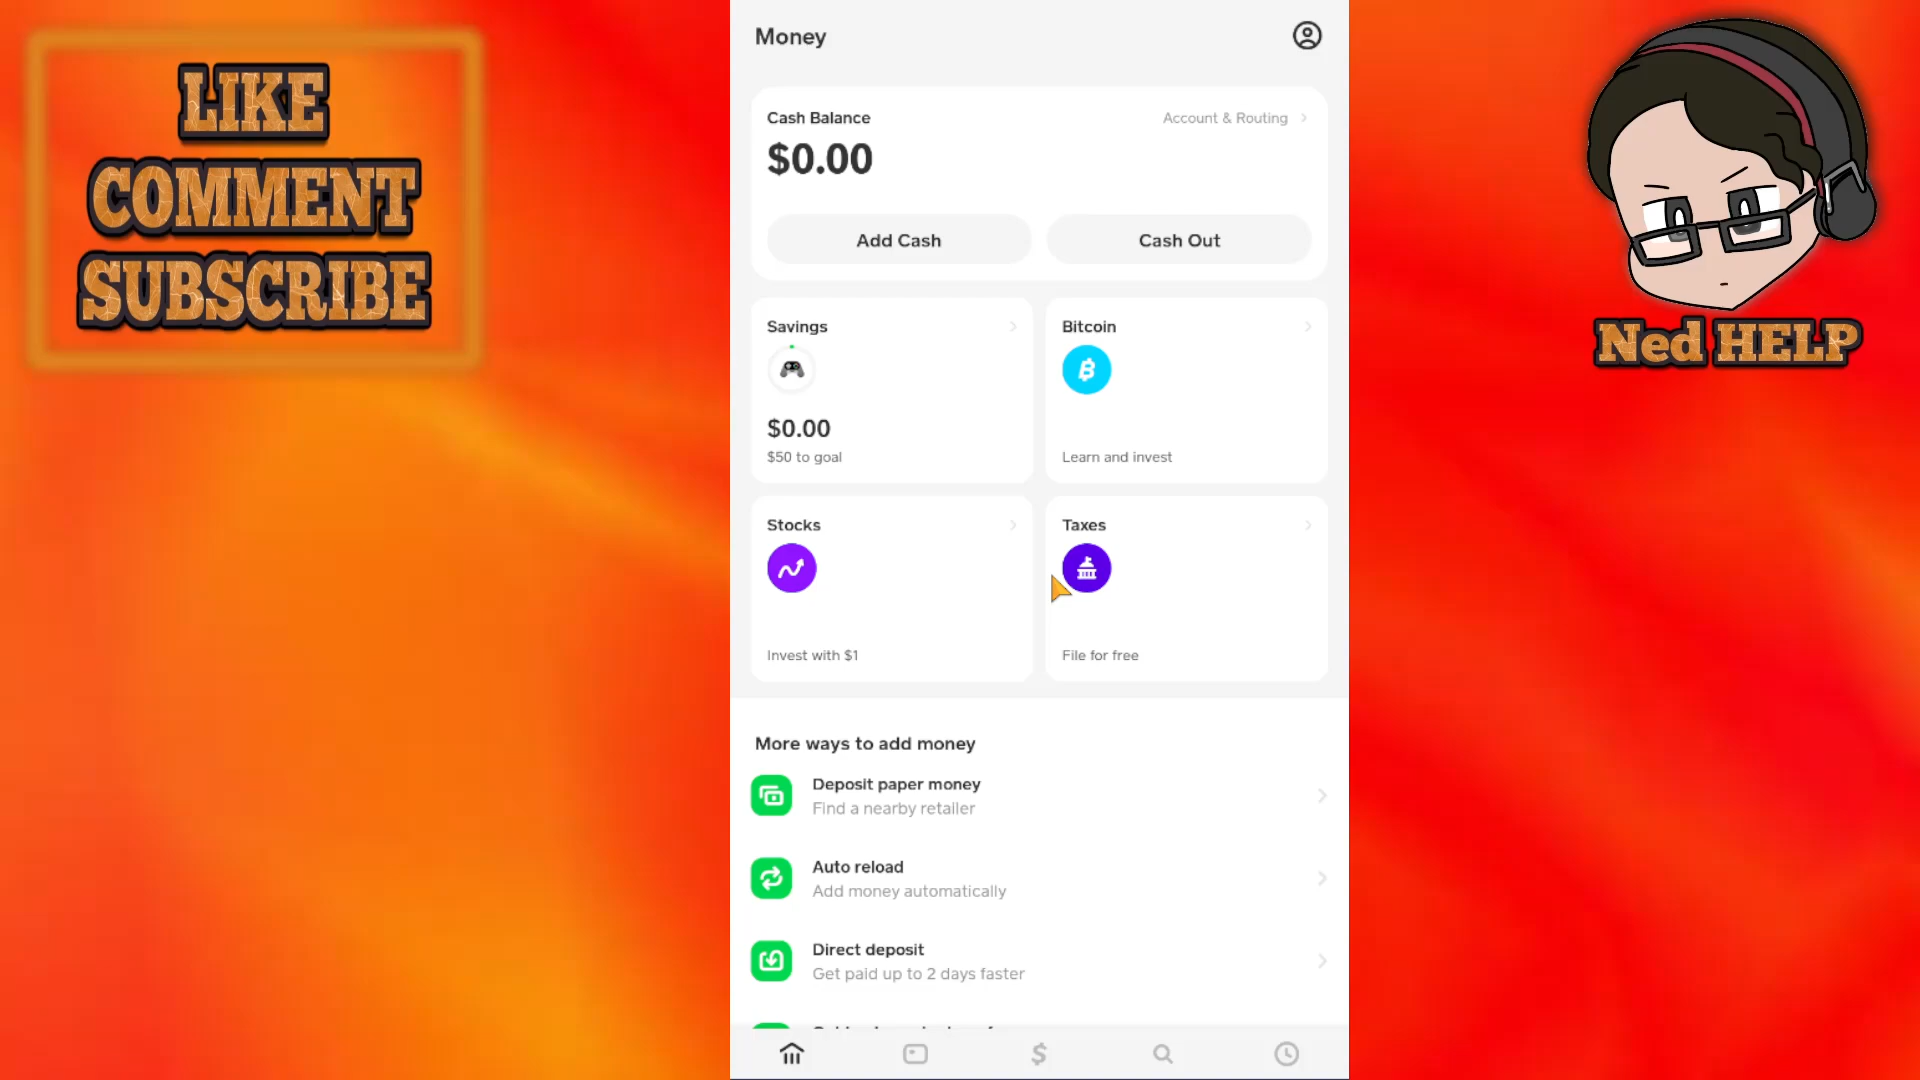 LIKE
COMMENT
SUBSCRIBE
Money
Cash Balance
Account & Routing
$0.00
Add Cash
Cash Out
Savings
$0.00
$50 to goal
Bitcoin
Learn and invest
Stocks
Invest with $1
Taxes
File for free
More ways to add money
Deposit paper money
Find a nearby retailer
Auto reload
Add money automatically
Direct deposit
Get paid up to 2 days faster
Ned HELP